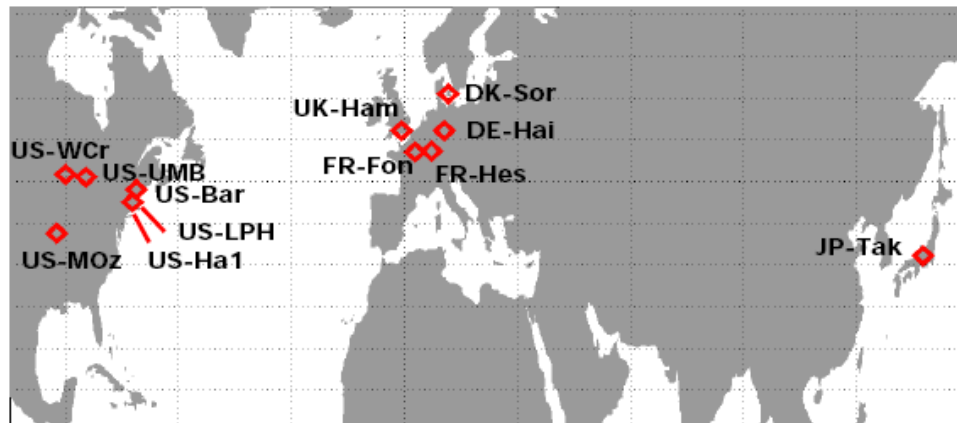 DK-Sor
UK-Ham
DE-Hai
US-WCr
FR-Fon
FR-Hes
US-UMB
US-Bar
US-LPH
JP-Tak
US-MOz
US-Ha1